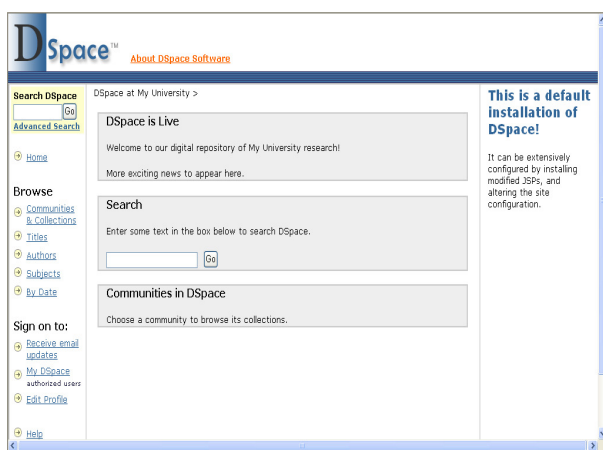 DSpace™
About DSpace Software
Search DSpace
Go
Advanced Search
Home
Browse
Communities
& Collections
Titles
Authors
Subjects
By Date
Sign on to:
Receive email
updates
My DSpace
authorized users
Edit Profile
Help
DSpace at My University >
DSpace is Live
Welcome to our digital repository of My University research!
More exciting news to appear here.
Search
Enter some text in the box below to search DSpace.
Go
Communities in DSpace
Choose a community to browse its collections.
This is a default
installation of
DSpace!
It can be extensively
configured by installing
modified JSPs, and
altering the site
configuration.